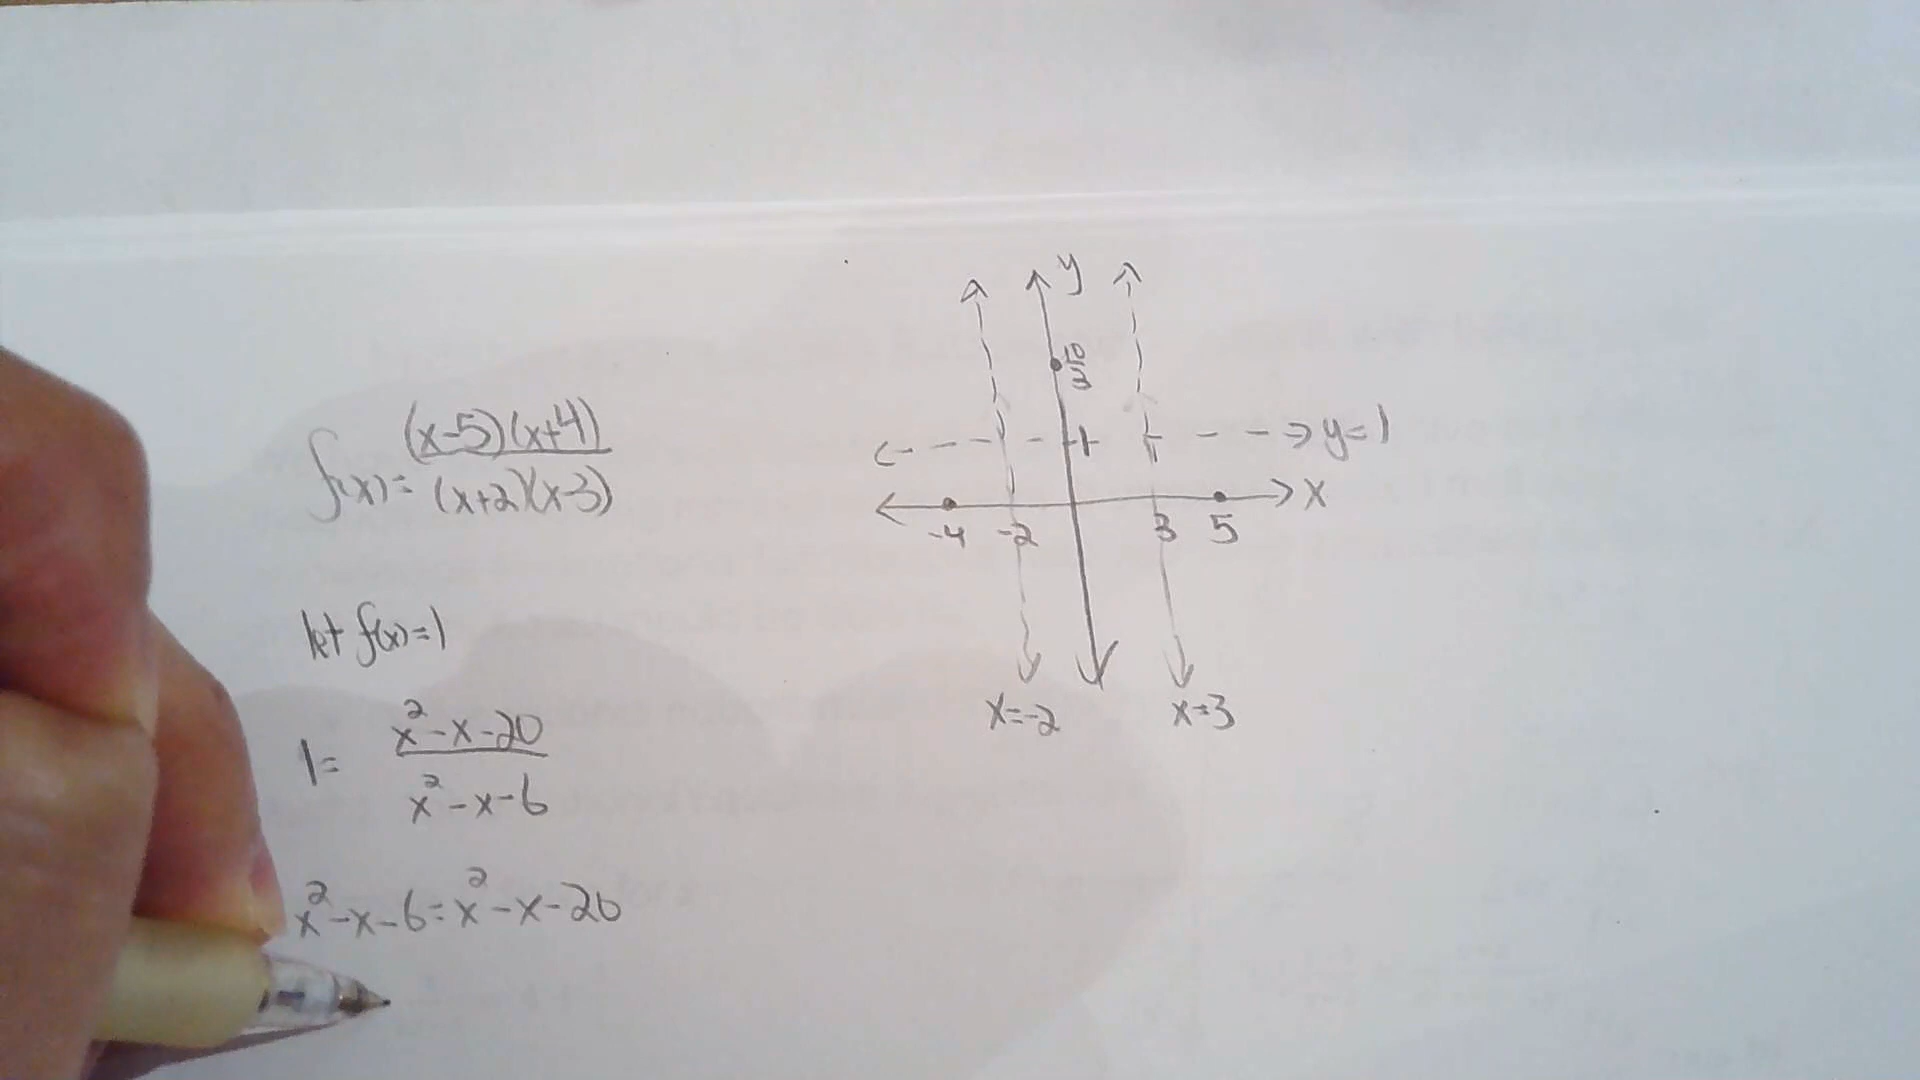 f(x)= (x-5)(x+4) / (x+2)(x-3)
let f(x)=1
1= x²-x-20 / x²-x-6
x²-x-6=x²-x-20
y
10/3
1
y=1
x
-4 -2 3 5
x=-2 x=3